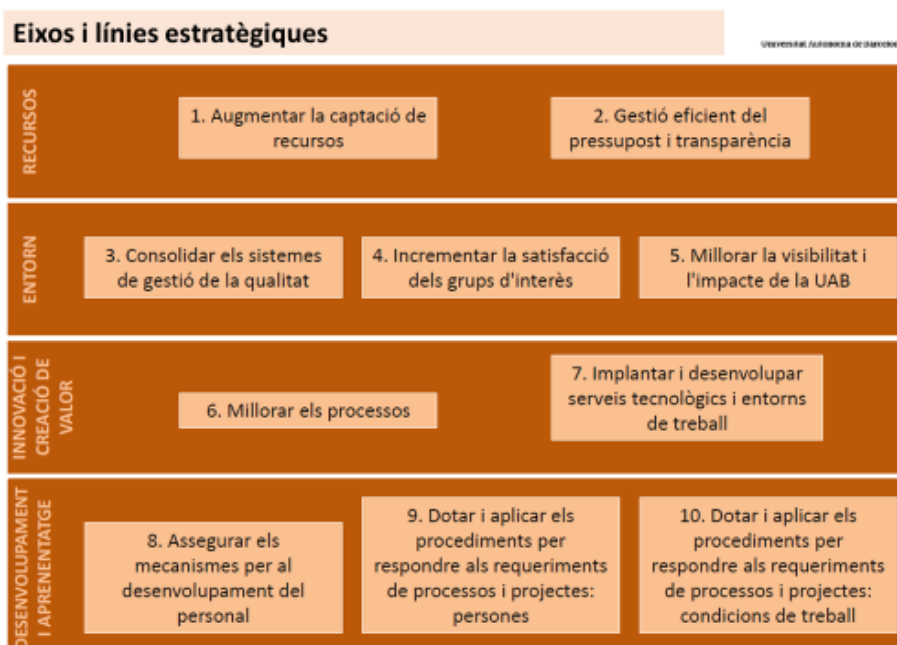 Eixos i línies estratègiques
Universitat Autònoma de Barcelon
RECURSOS
1. Augmentar la captació de
recursos
2. Gestió eficient del
pressupost i transparència
ENTORN
3. Consolidar els sistemes
de gestió de la qualitat
4. Incrementar la satisfacció
dels grups d'interès
5. Millorar la visibilitat i
l'impacte de la UAB
INNOVACIÓ I
CREACIÓ DE
VALOR
6. Millorar els processos
7. Implantar i desenvolupar
serveis tecnològics i entorns
de treball
DESENVOLUPAMENT
I APRENENTATGE
8. Assegurar els
mecanismes per al
desenvolupament del
personal
9. Dotar i aplicar els
procediments per
respondre als requeriments
de processos i projectes:
persones
10. Dotar i aplicar els
procediments per
respondre als requeriments
de processos i projectes:
condicions de treball